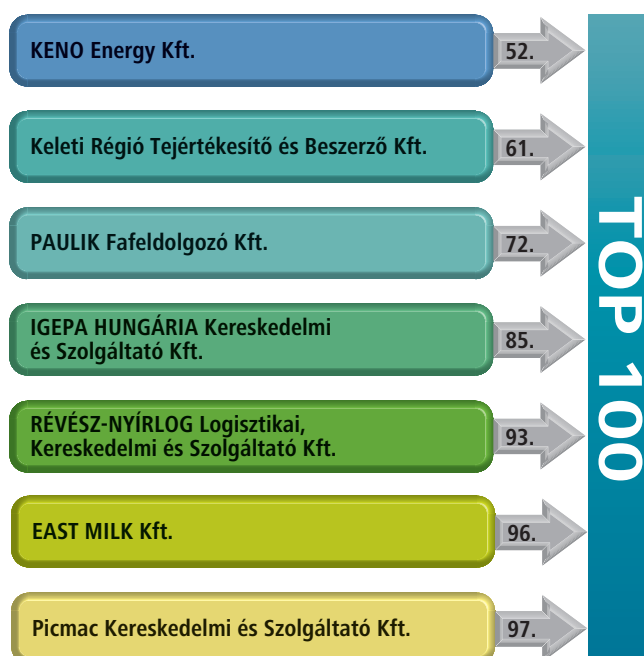 KENO Energy Kft.
52.
Keleti Régió Tejértékesítő és Beszerző Kft.
61.
PAULIK Fafeldolgozó Kft.
72.
IGEPA HUNGÁRIA Kereskedelmi
és Szolgáltató Kft.
85.
RÉVÉSZ-NYÍRLOG Logisztikai,
Kereskedelmi és Szolgáltató Kft.
93.
EAST MILK Kft.
96.
Picmac Kereskedelmi és Szolgáltató Kft.
97.
TOP 100